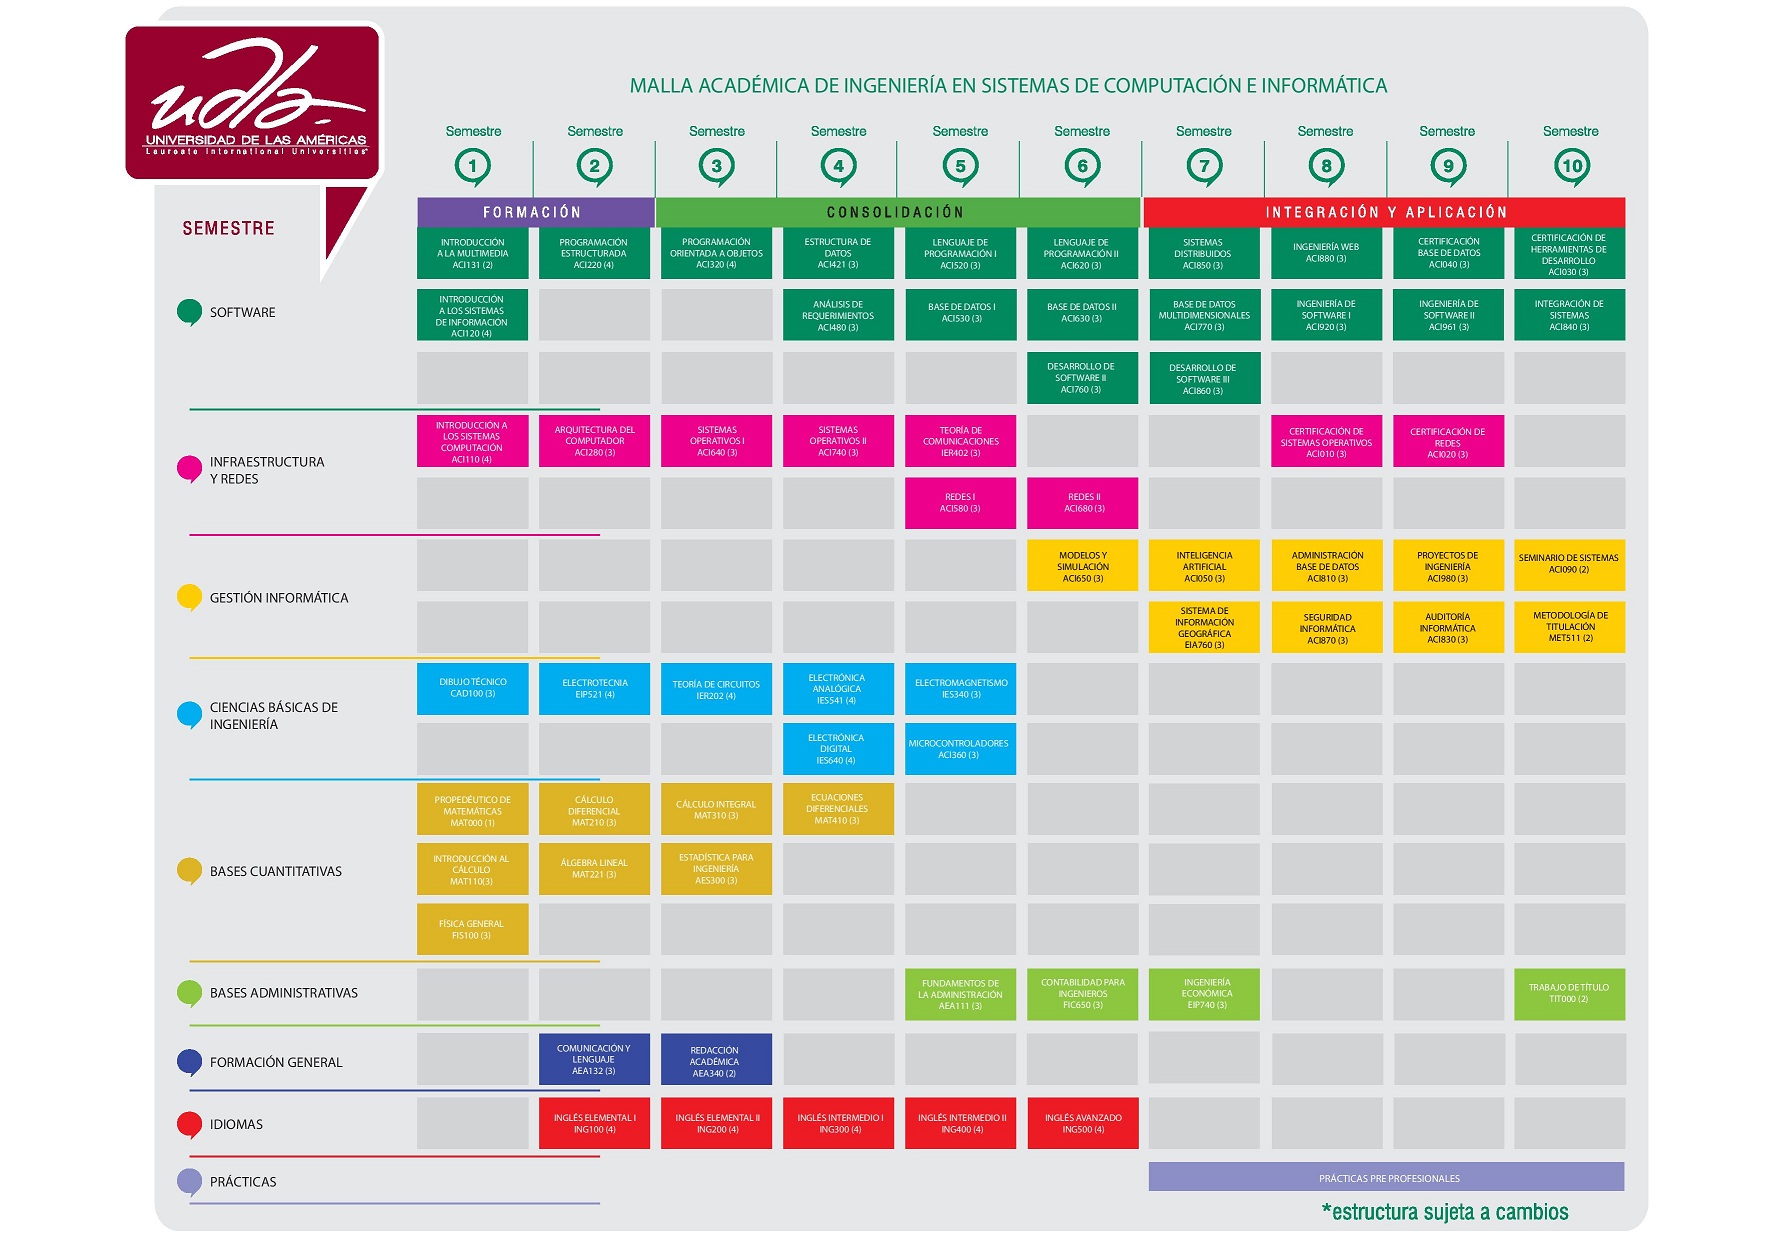 udla
UNIVERSIDAD DE LAS AMÉRICAS
Laureate International Universities®
MALLA ACADÉMICA DE INGENIERÍA EN SISTEMAS DE COMPUTACIÓN E INFORMÁTICA
Semestre Semestre Semestre Semestre Semestre Semestre Semestre Semestre Semestre Semestre
1 2 3 4 5 6 7 8 9 10
SEMESTRE
FORMACIÓN
CONSOLIDACIÓN
INTEGRACIÓN Y APLICACIÓN
SOFTWARE
INTRODUCCIÓN
A LA MULTIMEDIA
ACI131 (2)
PROGRAMACIÓN
ESTRUCTURADA
ACI220 (4)
PROGRAMACIÓN
ORIENTADA A OBJETOS
ACI320 (4)
ESTRUCTURA DE
DATOS
ACI421 (3)
LENGUAJE DE
PROGRAMACIÓN I
ACI520 (3)
LENGUAJE DE
PROGRAMACIÓN II
ACI620 (3)
SISTEMAS
DISTRIBUIDOS
ACI850 (3)
INGENIERÍA WEB
ACI880 (3)
CERTIFICACIÓN
BASE DE DATOS
ACI040 (3)
CERTIFICACIÓN DE
HERRAMIENTAS DE
DESARROLLO
ACI030 (3)
INTRODUCCIÓN
A LOS SISTEMAS
DE INFORMACIÓN
ACI120 (4)
ANÁLISIS DE
REQUERIMIENTOS
ACI480 (3)
BASE DE DATOS I
ACI530 (3)
BASE DE DATOS II
ACI630 (3)
BASE DE DATOS
MULTIDIMENSIONALES
ACI770 (3)
INGENIERÍA DE
SOFTWARE I
ACI920 (3)
INGENIERÍA DE
SOFTWARE II
ACI961 (3)
INTEGRACIÓN DE
SISTEMAS
ACI840 (3)
DESARROLLO DE
SOFTWARE II
ACI760 (3)
DESARROLLO DE
SOFTWARE III
ACI860 (3)
INFRAESTRUCTURA
Y REDES
INTRODUCCIÓN A
LOS SISTEMAS
COMPUTACIÓN
ACI110 (4)
ARQUITECTURA DEL
COMPUTADOR
ACI280 (3)
SISTEMAS
OPERATIVOS I
ACI640 (3)
SISTEMAS
OPERATIVOS II
ACI740 (3)
TEORÍA DE
COMUNICACIONES
IER402 (3)
CERTIFICACIÓN DE
SISTEMAS OPERATIVOS
ACI010 (3)
CERTIFICACIÓN DE
REDES
ACI020 (3)
REDES I
ACI580 (3)
REDES II
ACI680 (3)
GESTIÓN INFORMÁTICA
MODELOS Y
SIMULACIÓN
ACI650 (3)
INTELIGENCIA
ARTIFICIAL
ACI050 (3)
ADMINISTRACIÓN
BASE DE DATOS
ACI810 (3)
PROYECTOS DE
INGENIERÍA
ACI980 (3)
SEMINARIO DE SISTEMAS
ACI090 (2)
SISTEMA DE
INFORMACIÓN
GEOGRÁFICA
EIA760 (3)
SEGURIDAD
INFORMÁTICA
ACI870 (3)
AUDITORÍA
INFORMÁTICA
ACI830 (3)
METODOLOGÍA DE
TITULACIÓN
MET511 (2)
CIENCIAS BÁSICAS DE
INGENIERÍA
DIBUJO TÉCNICO
CAD100 (3)
ELECTROTECNIA
EIP521 (4)
TEORÍA DE CIRCUITOS
IER202 (4)
ELECTRÓNICA
ANALÓGICA
IES541 (4)
ELECTROMAGNETISMO
IES340 (3)
ELECTRÓNICA
DIGITAL
IES640 (4)
MICROCONTROLADORES
ACI360 (3)
BASES CUANTITATIVAS
PROPEDÉUTICO DE
MATEMÁTICAS
MAT000 (1)
CÁLCULO
DIFERENCIAL
MAT210 (3)
CÁLCULO INTEGRAL
MAT310 (3)
ECUACIONES
DIFERENCIALES
MAT410 (3)
INTRODUCCIÓN AL
CÁLCULO
MAT110(3)
ÁLGEBRA LINEAL
MAT221 (3)
ESTADÍSTICA PARA
INGENIERÍA
AES300 (3)
FÍSICA GENERAL
FIS100 (3)
BASES ADMINISTRATIVAS
FUNDAMENTOS DE
LA ADMINISTRACIÓN
AEA111 (3)
CONTABILIDAD PARA
INGENIEROS
FIC650 (3)
INGENIERÍA
ECONÓMICA
EIP740 (3)
TRABAJO DE TÍTULO
TIT000 (2)
FORMACIÓN GENERAL
COMUNICACIÓN Y
LENGUAJE
AEA132 (3)
REDACCIÓN
ACADÉMICA
AEA340 (2)
IDIOMAS
INGLÉS ELEMENTAL I
ING100 (4)
INGLÉS ELEMENTAL II
ING200 (4)
INGLÉS INTERMEDIO I
ING300 (4)
INGLÉS INTERMEDIO II
ING400 (4)
INGLÉS AVANZADO
ING500 (4)
PRÁCTICAS
PRÁCTICAS PRE PROFESIONALES
*estructura sujeta a cambios